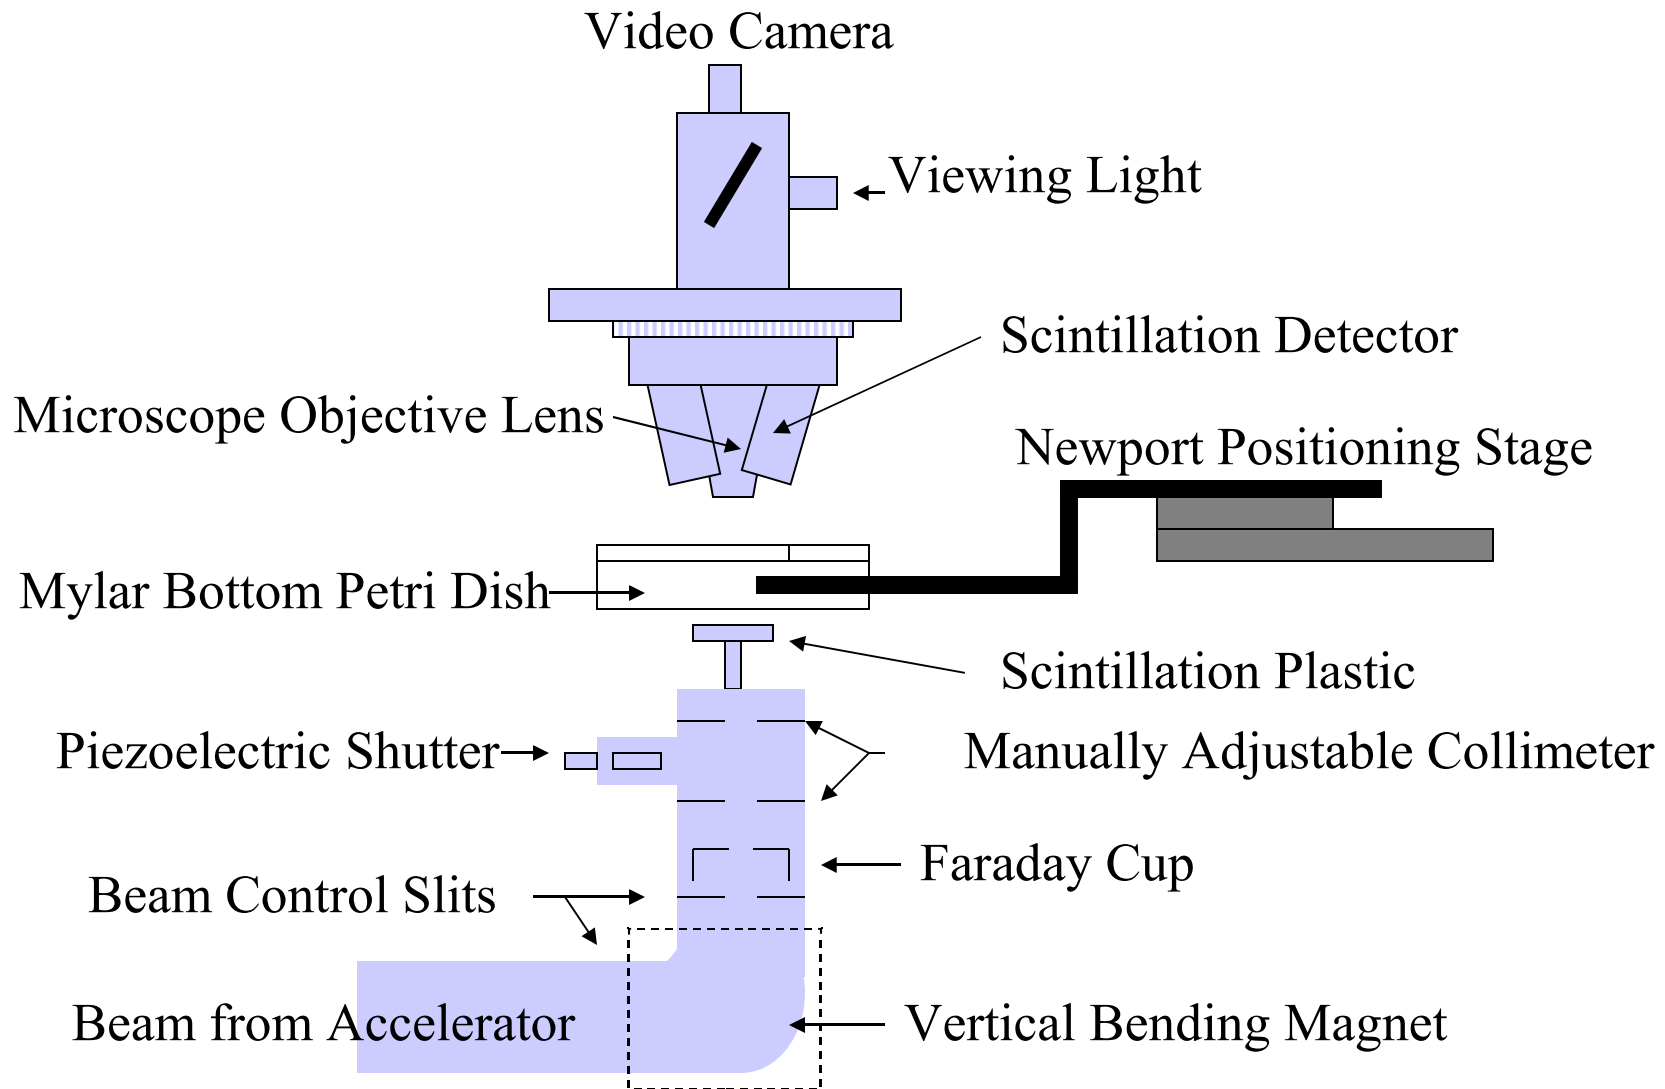 Video Camera
Viewing Light
Scintillation Detector
Microscope Objective Lens
Newport Positioning Stage
Mylar Bottom Petri Dish
Scintillation Plastic
Piezoelectric Shutter
Manually Adjustable Collimeter
Faraday Cup
Beam Control Slits
Beam from Accelerator
Vertical Bending Magnet